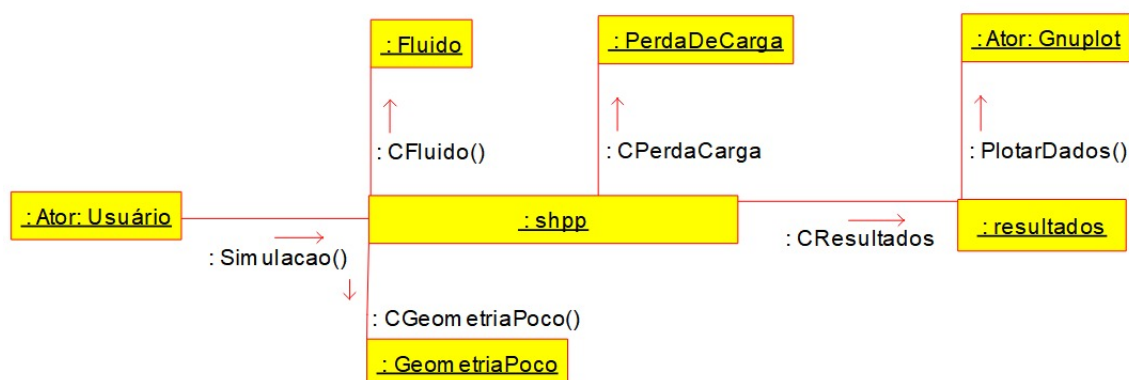 : Fluido
: PerdaDeCarga
: Ator: Gnuplot
: CFluido()
: CPerdaCarga
: PlotarDados()
: Ator: Usuário
: shpp
: resultados
: Simulacao()
: CResultados
: CGeometriaPoco()
: GeometriaPoco